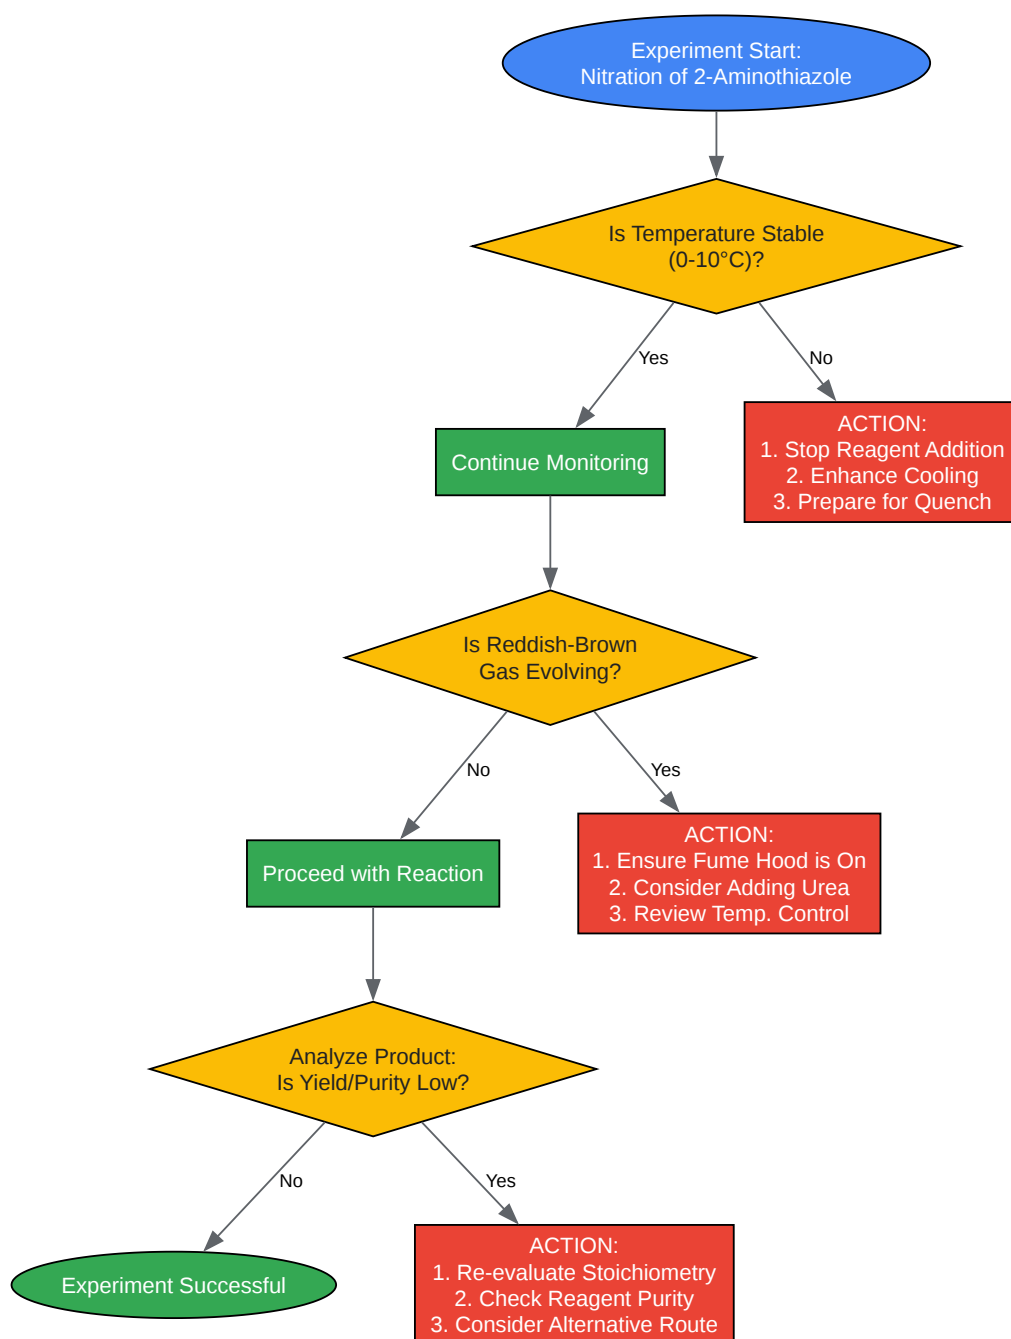 Experiment Start:
Nitration of 2-Aminothiazole
Is Temperature Stable
(0-10°C)?
Yes
No
Continue Monitoring
ACTION:
1. Stop Reagent Addition
2. Enhance Cooling
3. Prepare for Quench
Is Reddish-Brown
Gas Evolving?
No
Yes
Proceed with Reaction
ACTION:
1. Ensure Fume Hood is On
2. Consider Adding Urea
3. Review Temp. Control
Analyze Product:
Is Yield/Purity Low?
No
Yes
Experiment Successful
ACTION:
1. Re-evaluate Stoichiometry
2. Check Reagent Purity
3. Consider Alternative Route